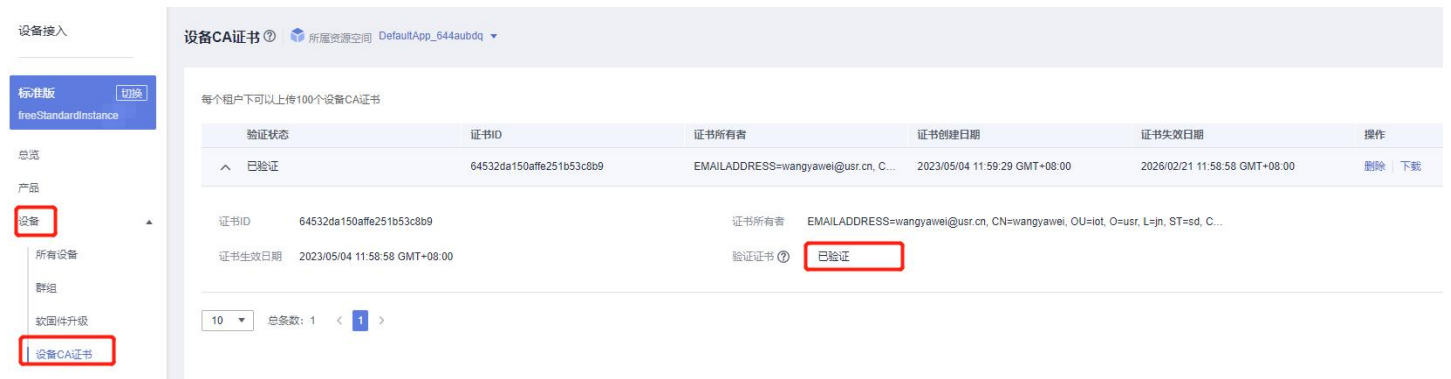 设备接入
设备CA证书 所属资源空间 DefaultApp_644aubdq
标准版 切换
freeStandardInstance
每个租户下可以上传100个设备CA证书
验证状态 证书ID 证书所有者 证书创建日期 证书失效日期 操作
已验证 64532da150affe251b53c8b9 EMAILADDRESS=wangyawei@usr.cn, C... 2023/05/04 11:59:29 GMT+08:00 2026/02/21 11:58:58 GMT+08:00 删除 下载
总览
产品
设备
所有设备
群组
软固件升级
设备CA证书
证书ID 64532da150affe251b53c8b9 证书所有者 EMAILADDRESS=wangyawei@usr.cn, CN=wangyawei, OU=iot, O=usr, L=jn, ST=sd, C...
证书生效日期 2023/05/04 11:58:58 GMT+08:00 验证证书 已验证
10 总条数: 1 < 1 >